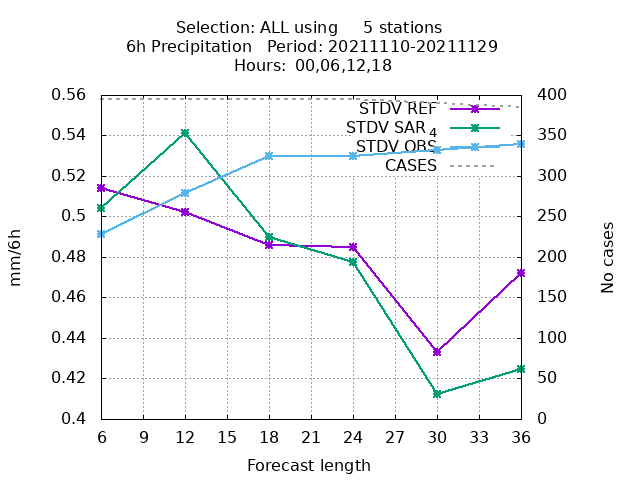 Selection: ALL using 5 stations
6h Precipitation Period: 20211110-20211129
Hours: 00,06,12,18
0.56
0.54
0.52
0.5
0.48
0.46
0.44
0.42
0.4
400
350
300
250
200
150
100
50
0
STDV REF
STDV SAR4
STDV OBS
CASES
mm/6h
No cases
6 9 12 15 18 21 24 27 30 33 36
Forecast length